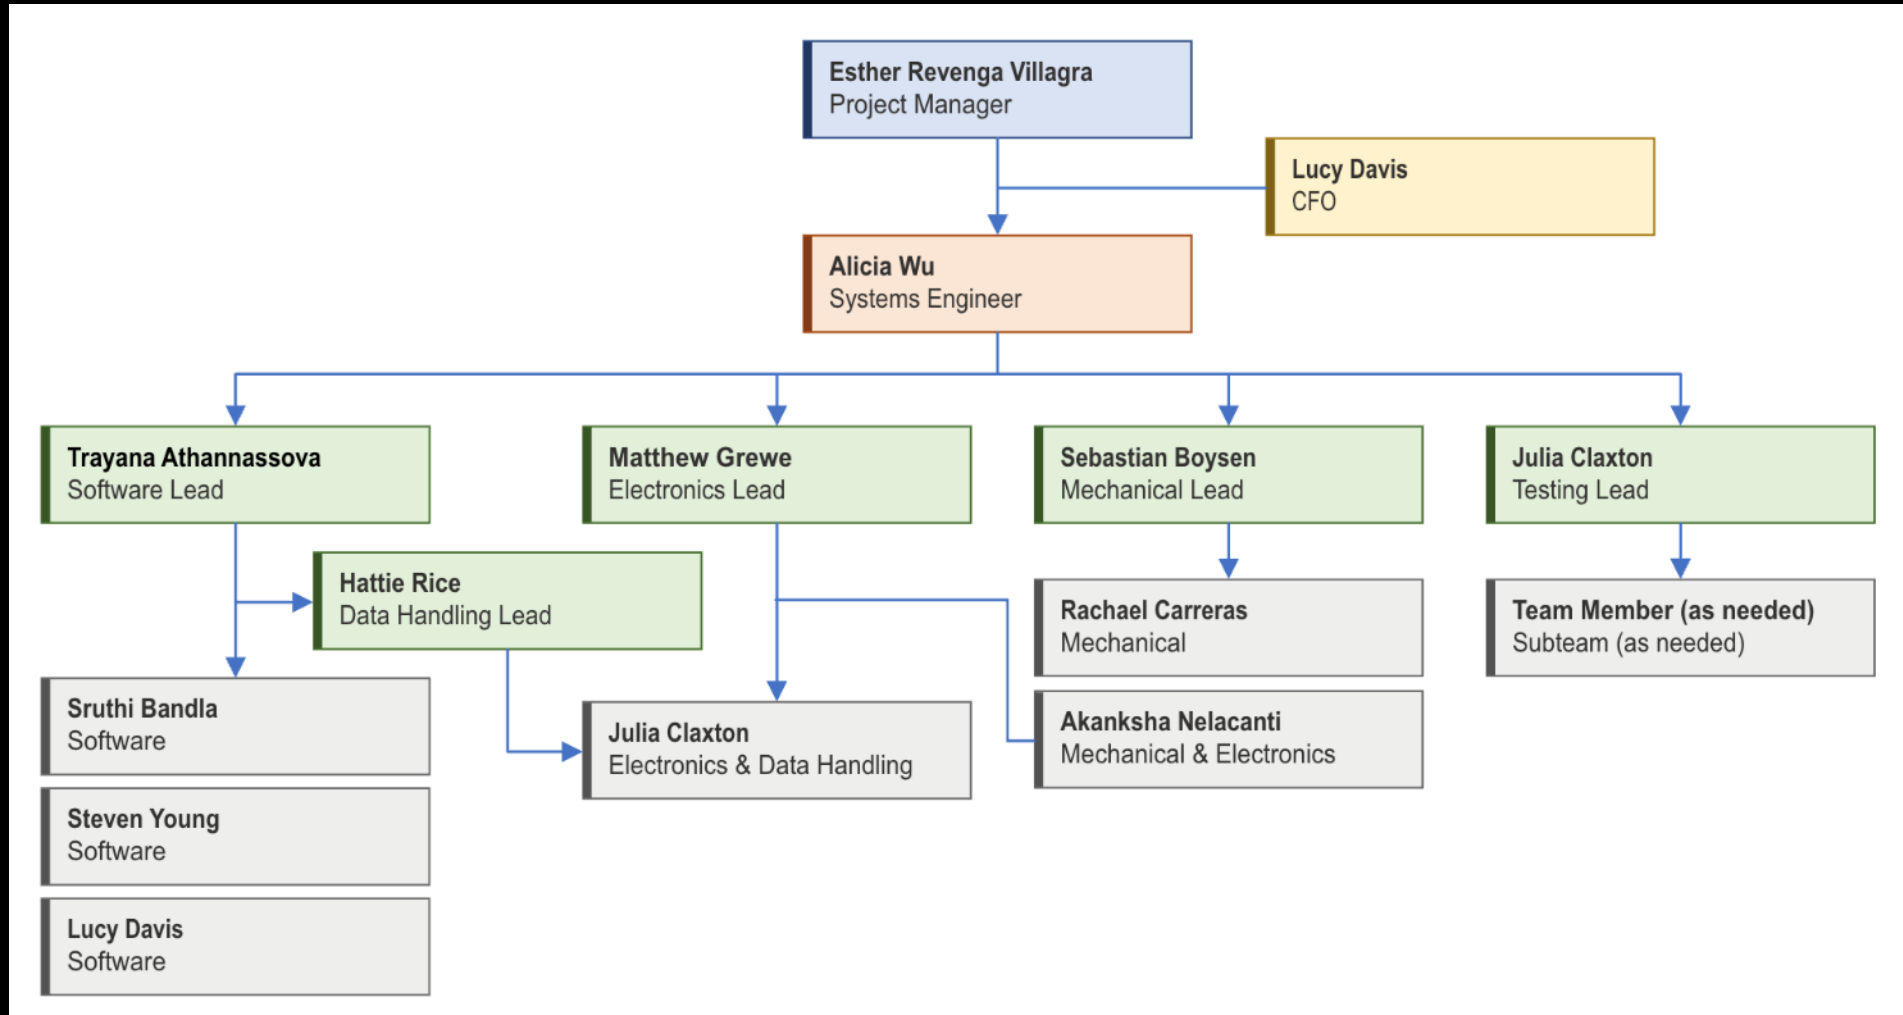 Esther Revenga Villagra
Project Manager
Lucy Davis
CFO
Alicia Wu
Systems Engineer
Trayana Athannassova
Software Lead
Matthew Grewe
Electronics Lead
Sebastian Boysen
Mechanical Lead
Julia Claxton
Testing Lead
Hattie Rice
Data Handling Lead
Rachael Carreras
Mechanical
Team Member (as needed)
Subteam (as needed)
Sruthi Bandla
Software
Julia Claxton
Electronics & Data Handling
Akanksha Nelacanti
Mechanical & Electronics
Steven Young
Software
Lucy Davis
Software